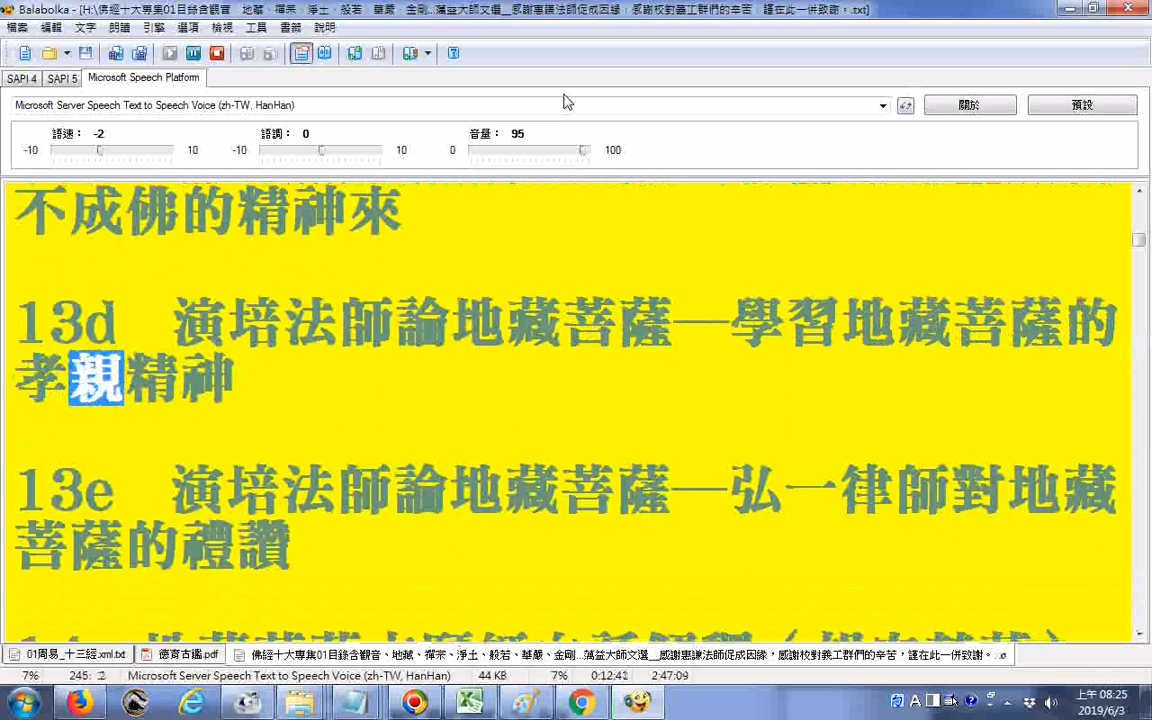 Balabolka - [H:\佛經十大專集01目錄含觀音、地藏、禪宗、淨土、般若、華嚴、金剛...蕅益大師文選__感謝惠謙法師促成因緣，感謝校對義工群們的辛苦，謹在此一併致謝。.txt]
檔案 編輯 文字 朗讀 引擎 選項 檢視 工具 書籤 說明
SAPI 4 SAPI 5 Microsoft Speech Platform
Microsoft Server Speech Text to Speech Voice (zh-TW, HanHan) 關於 預設
語速： -2 語調： 0 音量： 95
-10 10 -10 10 0 100
不成佛的精神來
13d 演培法師論地藏菩薩—學習地藏菩薩的
孝親精神
13e 演培法師論地藏菩薩—弘一律師對地藏
菩薩的禮讚
01周易_十三經.xml.txt 德育古鑑.pdf 佛經十大專集01目錄含觀音、地藏、禪宗、淨土、般若、華嚴、金剛...蕅益大師文選__感謝惠謙法師促成因緣，感謝校對義工群們的辛苦，謹在此一併致謝。
7% 245: 2 Microsoft Server Speech Text to Speech Voice (zh-TW, HanHan) 44 KB 7% 0:12:41 2:47:09
上午 08:25
2019/6/3